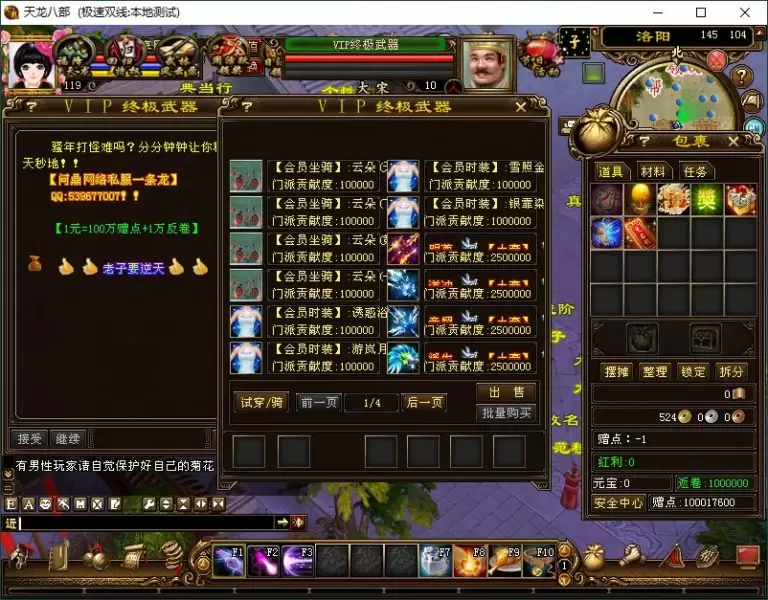 天龙八部 (极速双线:本地测试)
VIP终极武器
洛阳 145 104
北
119
典当行
大宋
10
VIP 终极武器
骚年打怪难吗？分分钟钟让你
天秒地！！
【问鼎网络私服一条龙】
QQ:539677007！！
【1元=100万赠点+1万反卷】
老子要逆天
接受 继续
VIP 终极武器
【会员坐骑】:云朵
门派贡献度:100000
【会员时装】:雪照金
门派贡献度:100000
【会员坐骑】:云朵
门派贡献度:100000
【会员时装】:银霏染
门派贡献度:1000000
【会员坐骑】:云朵
门派贡献度:100000
门派贡献度:2500000
【会员坐骑】:云朵
门派贡献度:100000
门派贡献度:2500000
【会员时装】:诱惑浴
门派贡献度:100000
门派贡献度:2500000
【会员时装】:游岚月
门派贡献度:100000
门派贡献度:2500000
试穿/骑 前一页 1/4 后一页
出 售
批量购买
包裹
道具 材料 任务
摆摊 整理 锁定 拆分
0
524 0 0
赠点：-1
红利:0
元宝:0 返卷:1000000
安全中心 赠点:100017600
有男性玩家请自觉保护好自己的菊花
近
F1 F2 F3 F7 F8 F9 F10
1